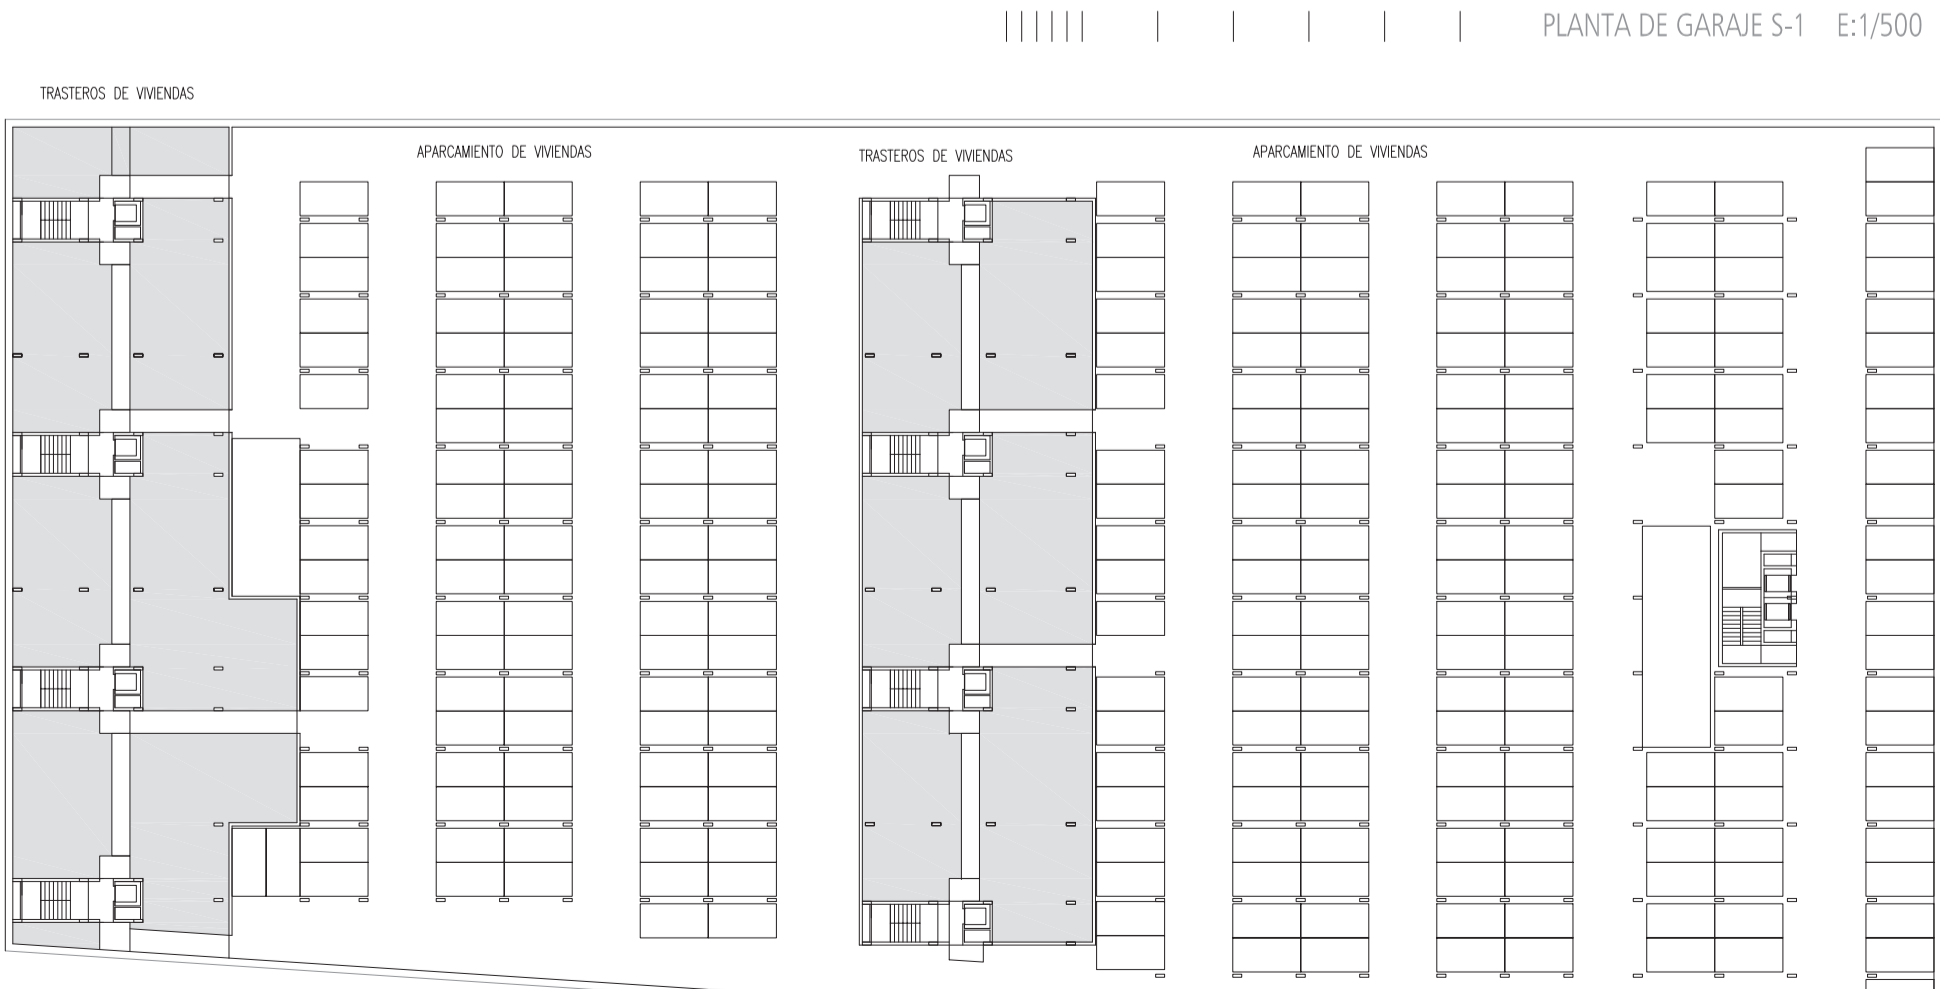 PLANTA DE GARAJE S-1 E:1/500
TRASTEROS DE VIVIENDAS
APARCAMIENTO DE VIVIENDAS
TRASTEROS DE VIVIENDAS
APARCAMIENTO DE VIVIENDAS